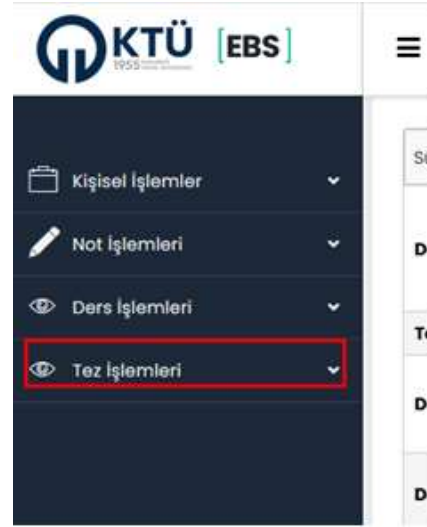 KTÜ [EBS]
1955
Kişisel İşlemler
Not İşlemleri
Ders İşlemleri
Tez İşlemleri